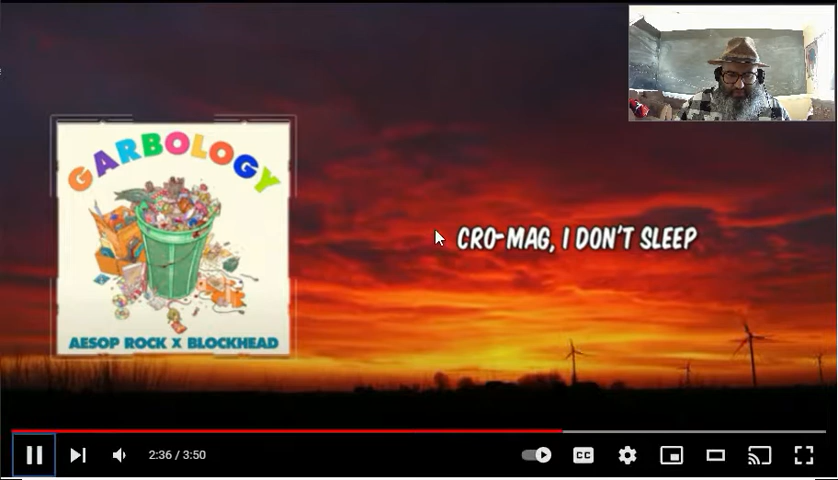 GARBOLOGY
AESOP ROCK X BLOCKHEAD
CRO-MAG, I DON'T SLEEP
2:36 / 3:50
CC